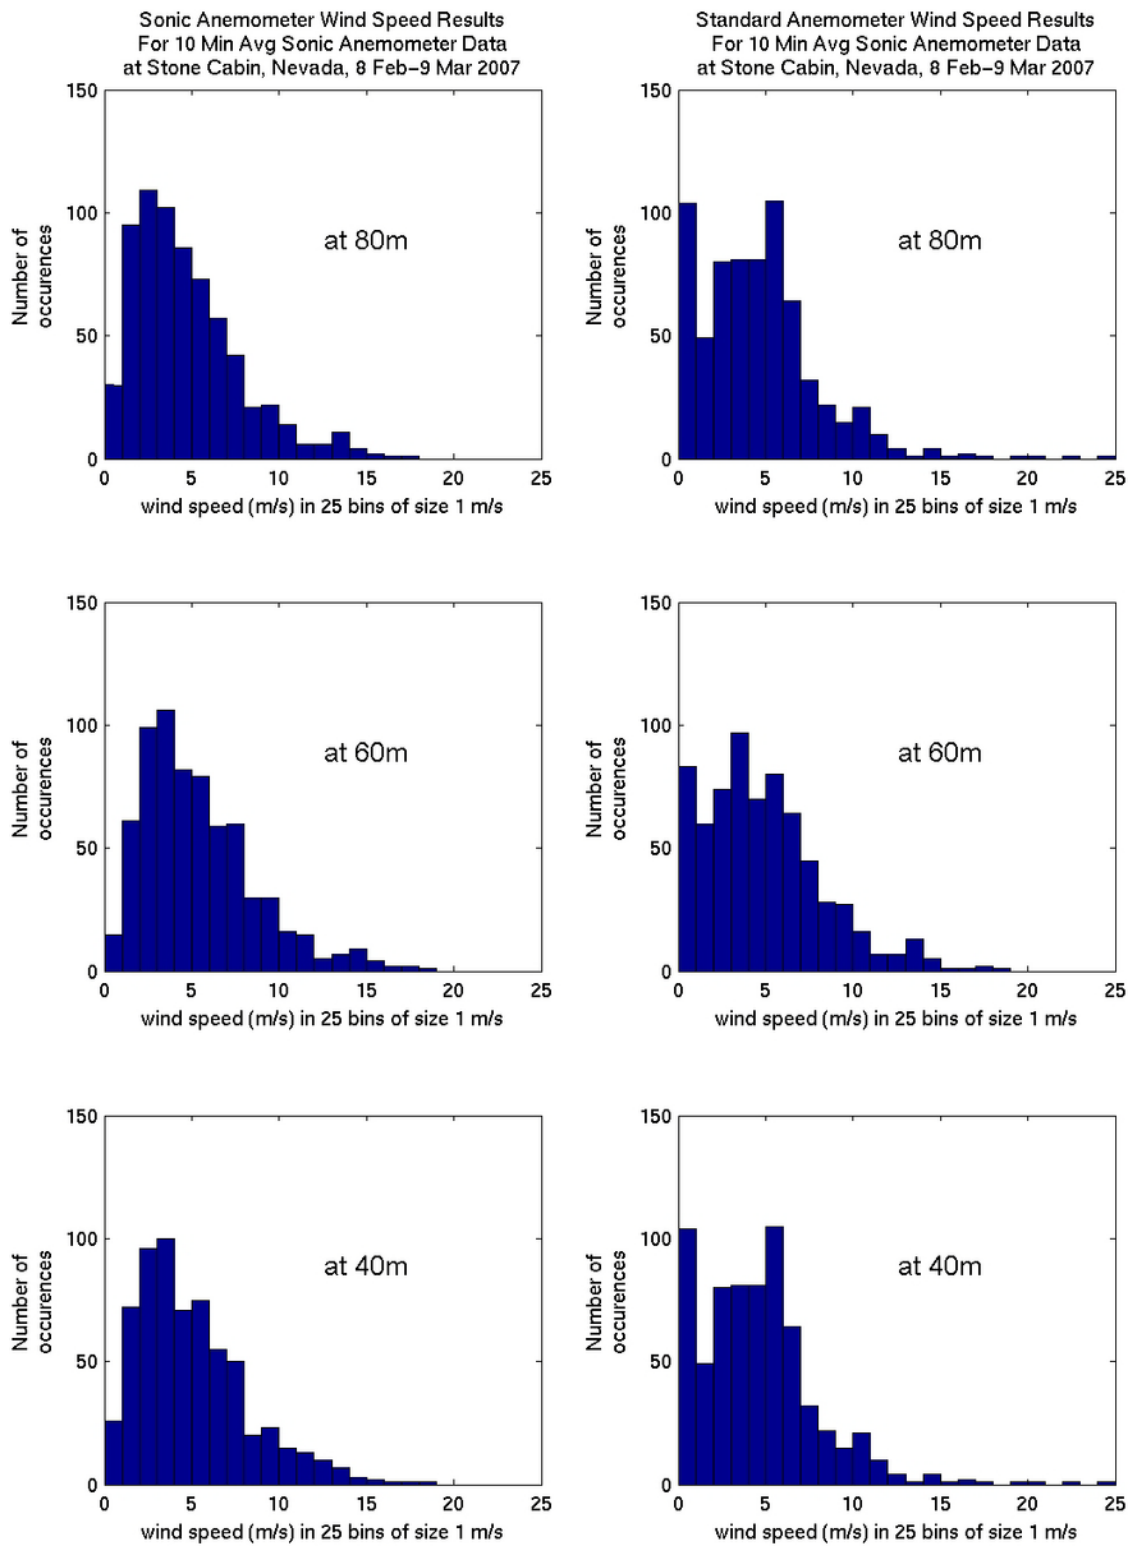 Sonic Anemometer Wind Speed Results
For 10 Min Avg Sonic Anemometer Data
at Stone Cabin, Nevada, 8 Feb-9 Mar 2007
150
100
50
0
Number of
occurences
at 80m
0 5 10 15 20 25
wind speed (m/s) in 25 bins of size 1 m/s
Standard Anemometer Wind Speed Results
For 10 Min Avg Sonic Anemometer Data
at Stone Cabin, Nevada, 8 Feb-9 Mar 2007
150
100
50
0
Number of
occurences
at 80m
0 5 10 15 20 25
wind speed (m/s) in 25 bins of size 1 m/s
150
100
50
0
Number of
occurences
at 60m
0 5 10 15 20 25
wind speed (m/s) in 25 bins of size 1 m/s
150
100
50
0
Number of
occurences
at 60m
0 5 10 15 20 25
wind speed (m/s) in 25 bins of size 1 m/s
150
100
50
0
Number of
occurences
at 40m
0 5 10 15 20 25
wind speed (m/s) in 25 bins of size 1 m/s
150
100
50
0
Number of
occurences
at 40m
0 5 10 15 20 25
wind speed (m/s) in 25 bins of size 1 m/s